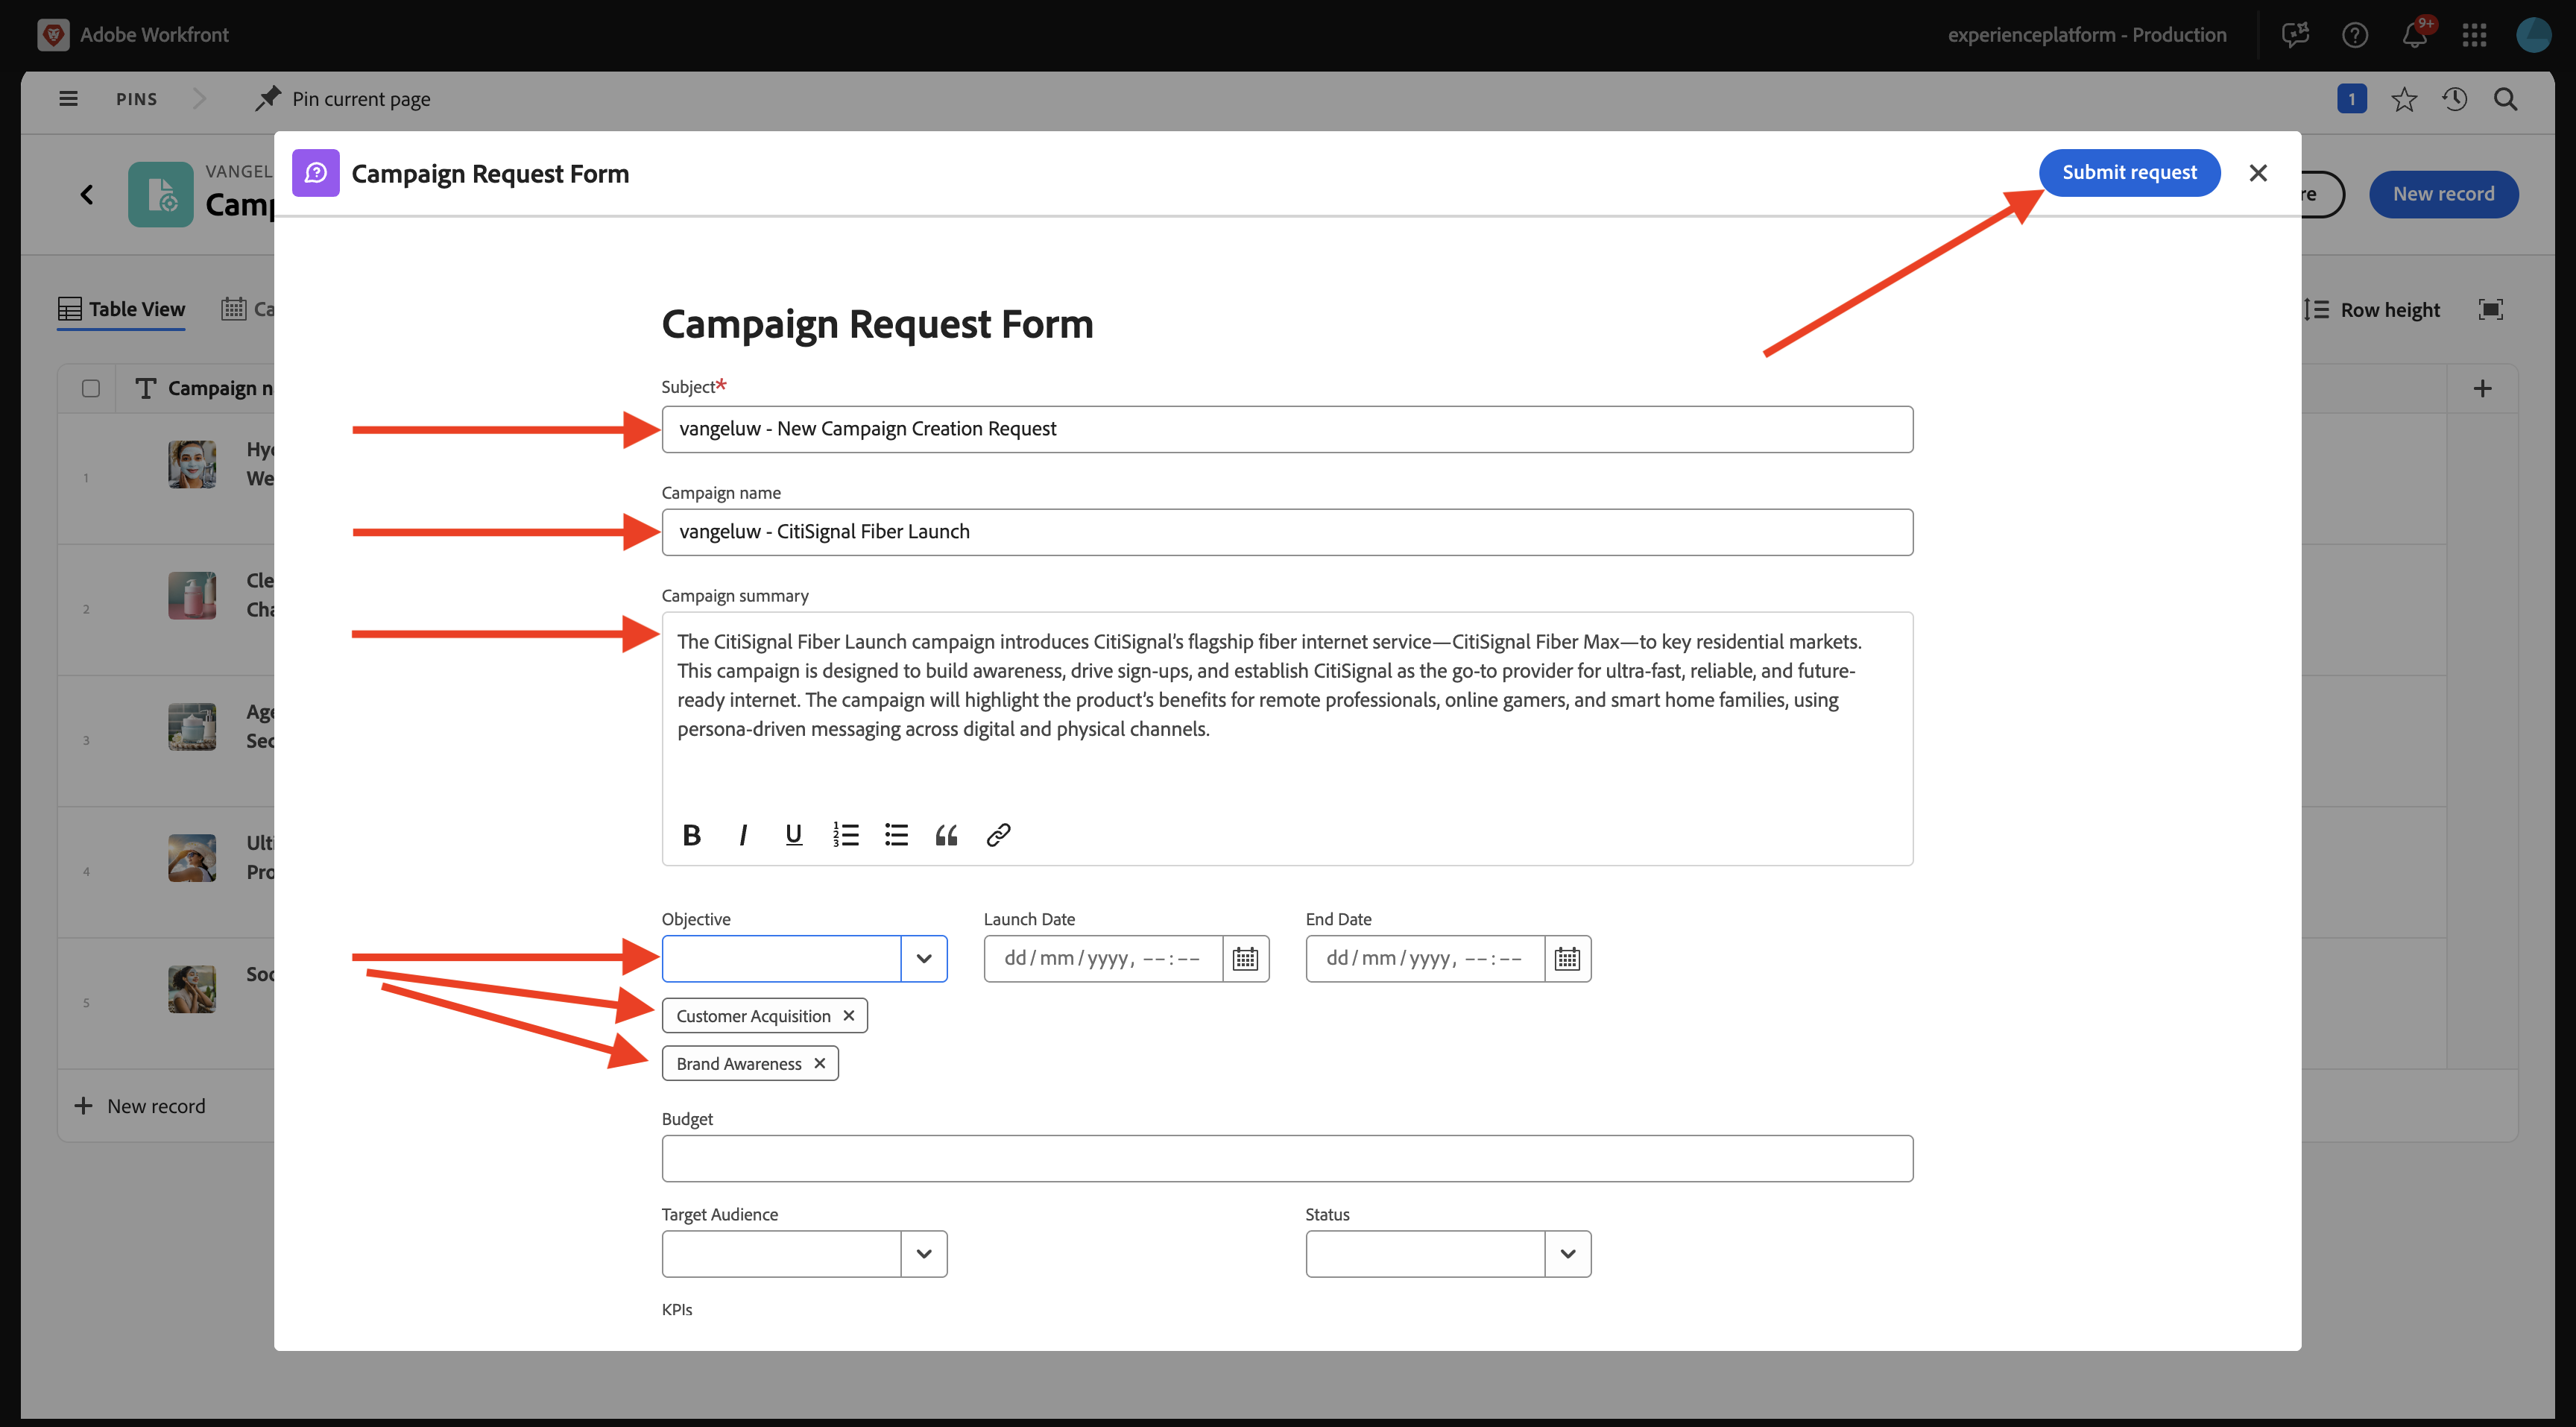 Adobe Workfront
experienceplatform - Production
9+
PINS
Pin current page
1
Campaign Request Form
Submit request
VANGEL
Camp
re
New record
Table View
Ca
Row height
Campaign Request Form
Campaign n
Subject*
vangeluw - New Campaign Creation Request
1
Hyd
We
Campaign name
vangeluw - CitiSignal Fiber Launch
2
Cle
Cha
Campaign summary
The CitiSignal Fiber Launch campaign introduces CitiSignal’s flagship fiber internet service—CitiSignal Fiber Max—to key residential markets.
This campaign is designed to build awareness, drive sign-ups, and establish CitiSignal as the go-to provider for ultra-fast, reliable, and future-
ready internet. The campaign will highlight the product’s benefits for remote professionals, online gamers, and smart home families, using
persona-driven messaging across digital and physical channels.
3
Age
Sec
B I U
4
Ulti
Pro
Objective
Launch Date
End Date
dd/mm/yyyy, --:--
dd/mm/yyyy, --:--
5
Soc
Customer Acquisition
Brand Awareness
New record
Budget
Target Audience
Status
KPIs